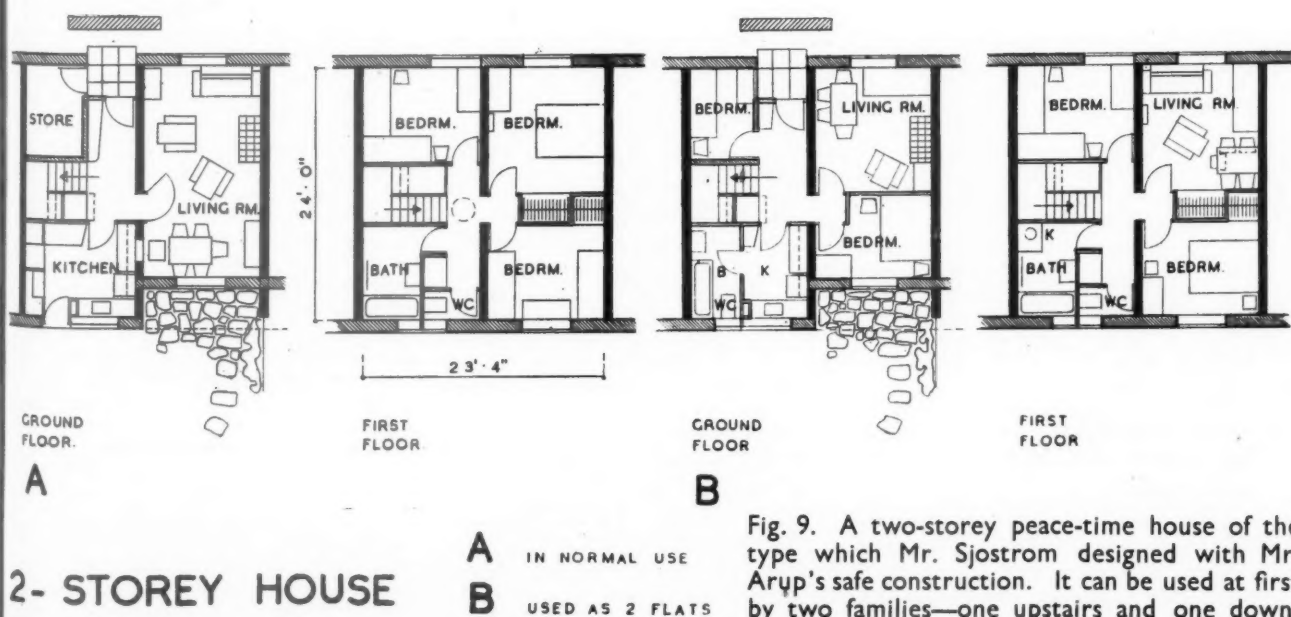 STORE
LIVING RM.
KITCHEN
GROUND
FLOOR.
A
24'·0"
BEDRM.
BEDRM.
BATH
WC
BEDRM.
23'·4"
FIRST
FLOOR.
BEDRM.
LIVING RM.
BEDRM.
B
K
WC
GROUND
FLOOR
B
BEDRM.
LIVING RM.
K
BATH
WC
BEDRM.
FIRST
FLOOR
2- STOREY HOUSE
A IN NORMAL USE
B USED AS 2 FLATS
Fig. 9. A two-storey peace-time house of the
type which Mr. Sjostrom designed with Mr.
Arup's safe construction. It can be used at first
by two families—one upstairs and one down.